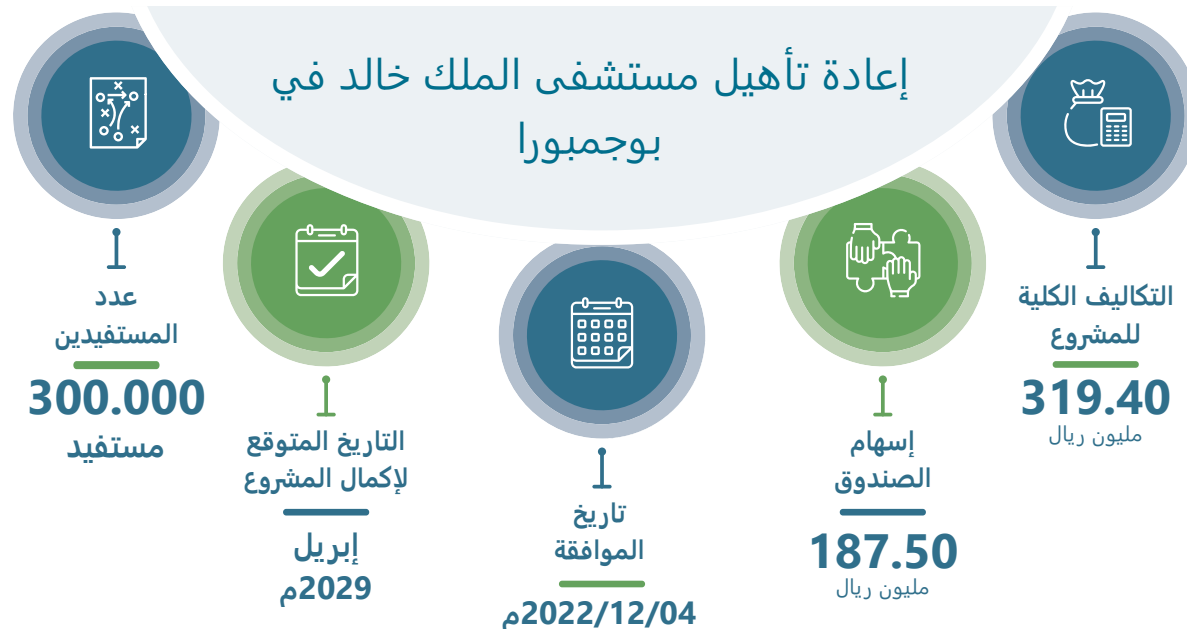 إعادة تأهيل مستشفى الملك خالد في
بوجمبورا
التكاليف الكلية
للمشروع
319.40
مليون ريال
إسهام
الصندوق
187.50
مليون ريال
تاريخ
الموافقة
2022/12/04م
التاريخ المتوقع
لإكمال المشروع
إبريل
2029م
عدد
المستفيدين
300.000
مستفيد